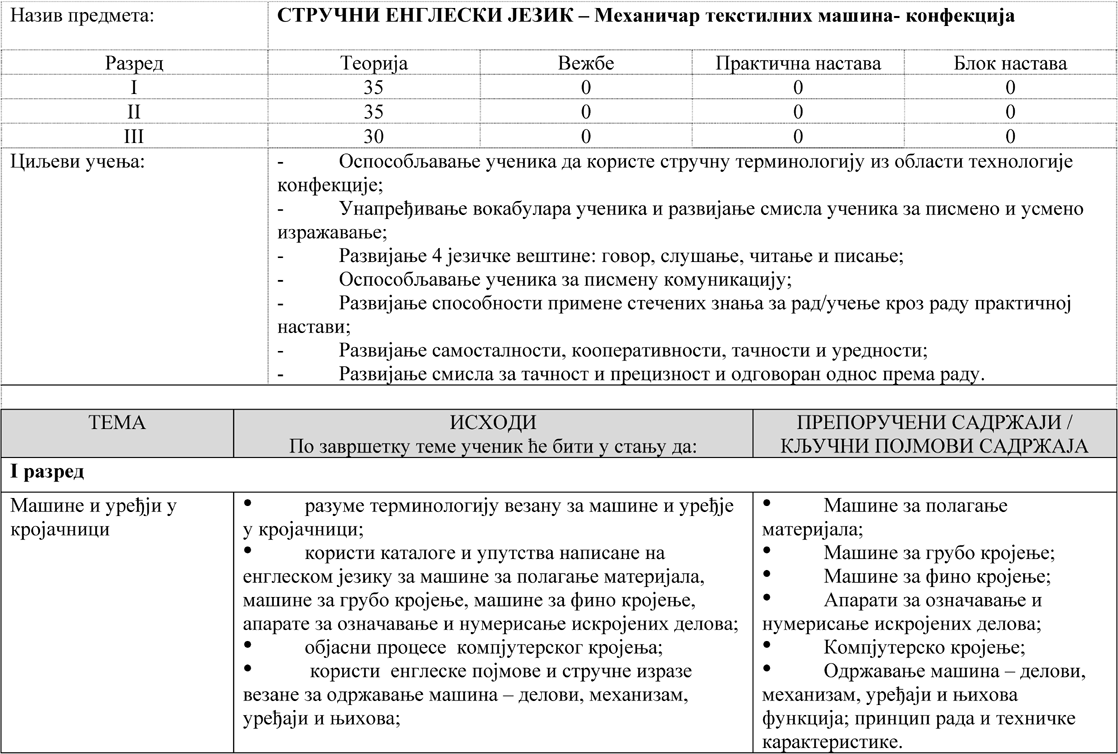 Назив предмета: СТРУЧНИ ЕНГЛЕСКИ ЈЕЗИК – Механичар текстилних машина- конфекција
Разред Теорија Вежбе Практична настава Блок настава
I 35 0 0 0
II 35 0 0 0
III 30 0 0 0
Циљеви учења:
- Оспособљавање ученика да користе стручну терминологију из области технологије
конфекције;
- Унапређивање вокабулара ученика и развијање смисла ученика за писмено и усмено
изражавање;
- Развијање 4 језичке вештине: говор, слушање, читање и писање;
- Оспособљавање ученика за писмену комуникацију;
- Развијање способности примене стечених знања за рад/учење кроз раду практичној
настави;
- Развијање самосталности, кооперативности, тачности и уредности;
- Развијање смисла за тачност и прецизност и одговоран однос према раду.
ТЕМА
ИСХОДИ
По завршетку теме ученик ће бити у стању да:
ПРЕПОРУЧЕНИ САДРЖАЈИ /
КЉУЧНИ ПОЈМОВИ САДРЖАЈА
I разред
Машине и уређји у
кројачници
• разуме терминологију везану за машине и уређје
у кројачници;
• користи каталоге и упутства написане на
енглеском језику за машине за полагање материјала,
машине за грубо кројење, машине за фино кројење,
апарате за означавање и нумерисање искројених делова;
• објасни процесе компјутерског кројења;
• користи енглеске појмове и стручне изразе
везане за одржавање машина – делови, механизам,
уређаји и њихова;
• Машине за полагање
материјала;
• Машине за грубо кројење;
• Машине за фино кројење;
• Апарати за означавање и
нумерисање искројених делова;
• Компјутерско кројење;
• Одржавање машина – делови,
механизам, уређаји и њихова
функција; принцип рада и техничке
карактеристике.